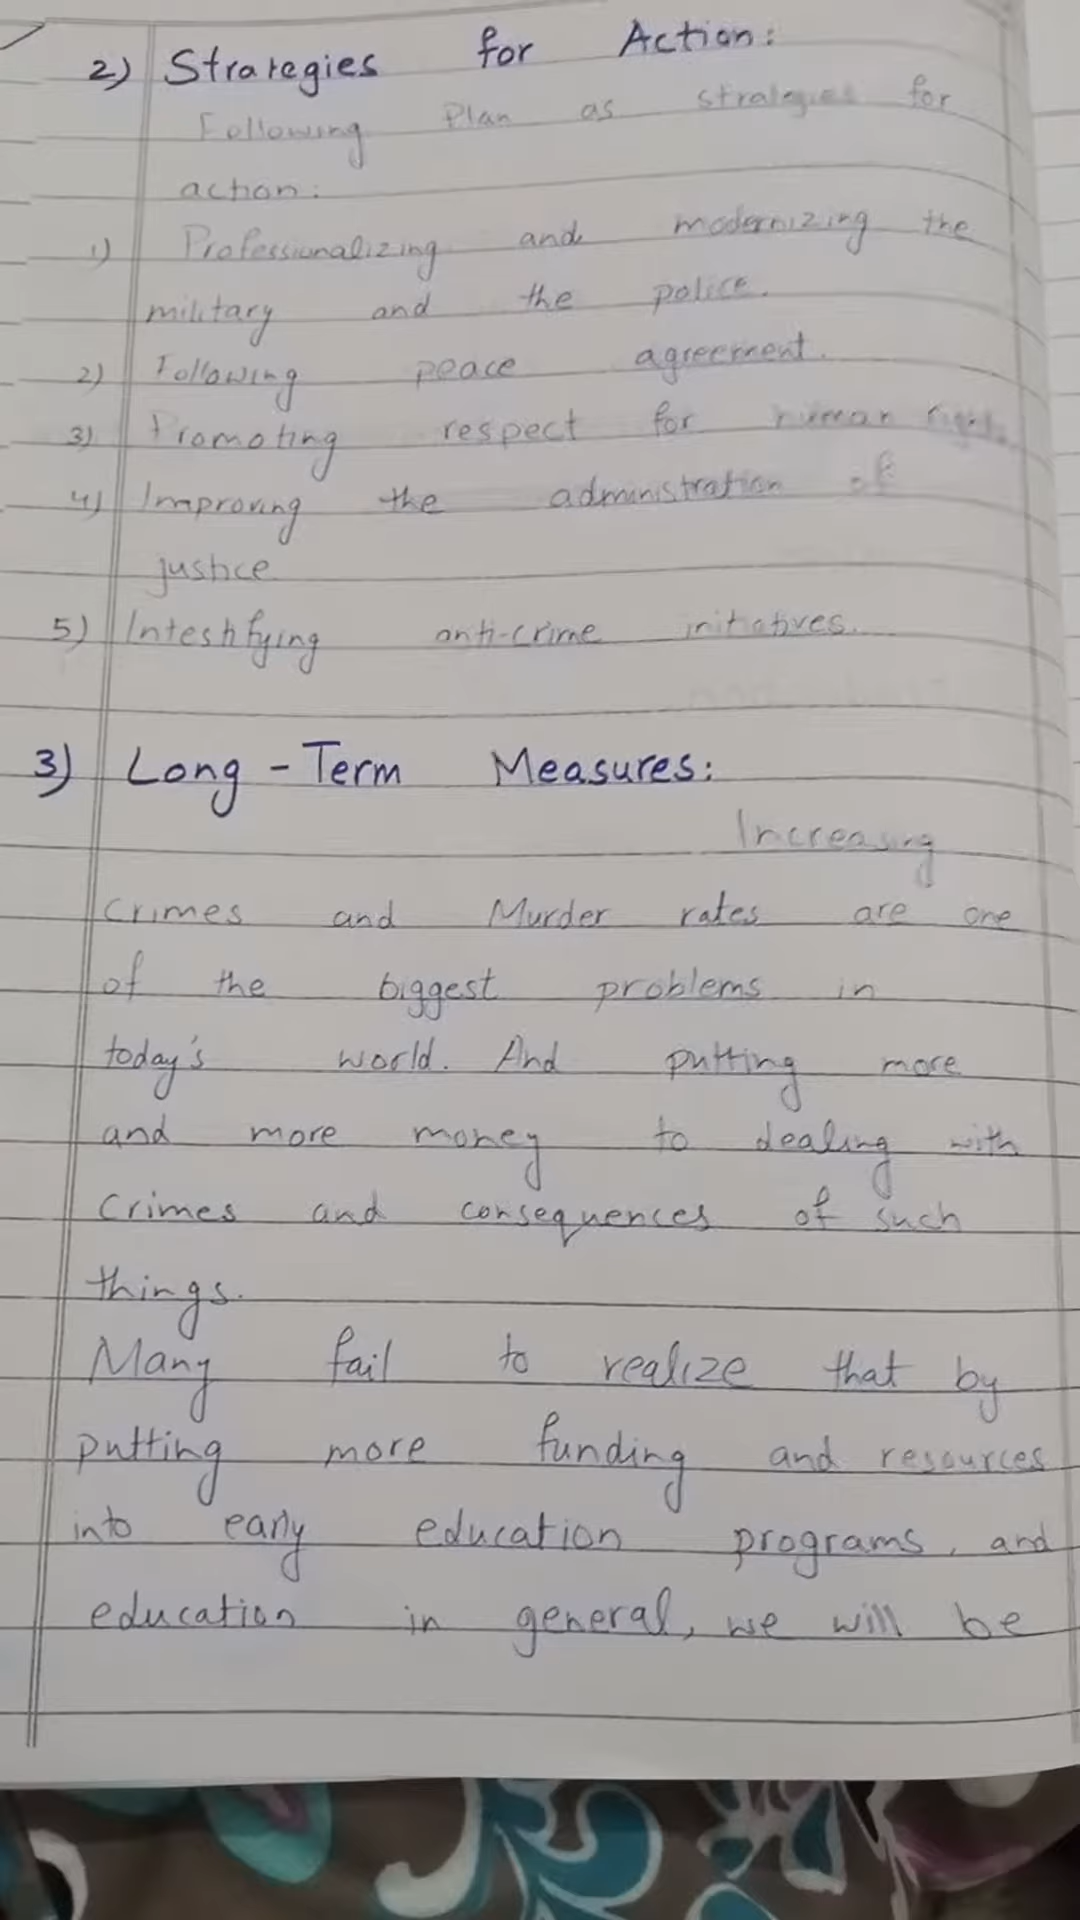 2) Strategies for Action:
Following Plan as strategies for
action:
1) Professionalizing and modernizing the
military and the police.
2) Following peace agreement.
3) Promoting respect for human right.
4) Improving the administration of
justice
5) Intestifying anti-crime initiatives.
3) Long-Term Measures:
Increasing
crimes and Murder rates are one
of the biggest problems in
today's world. And putting more
and more money to dealing with
crimes and consequences of such
things.
Many fail to realize that by
putting more funding and resources
into early education programs, and
education in general, we will be